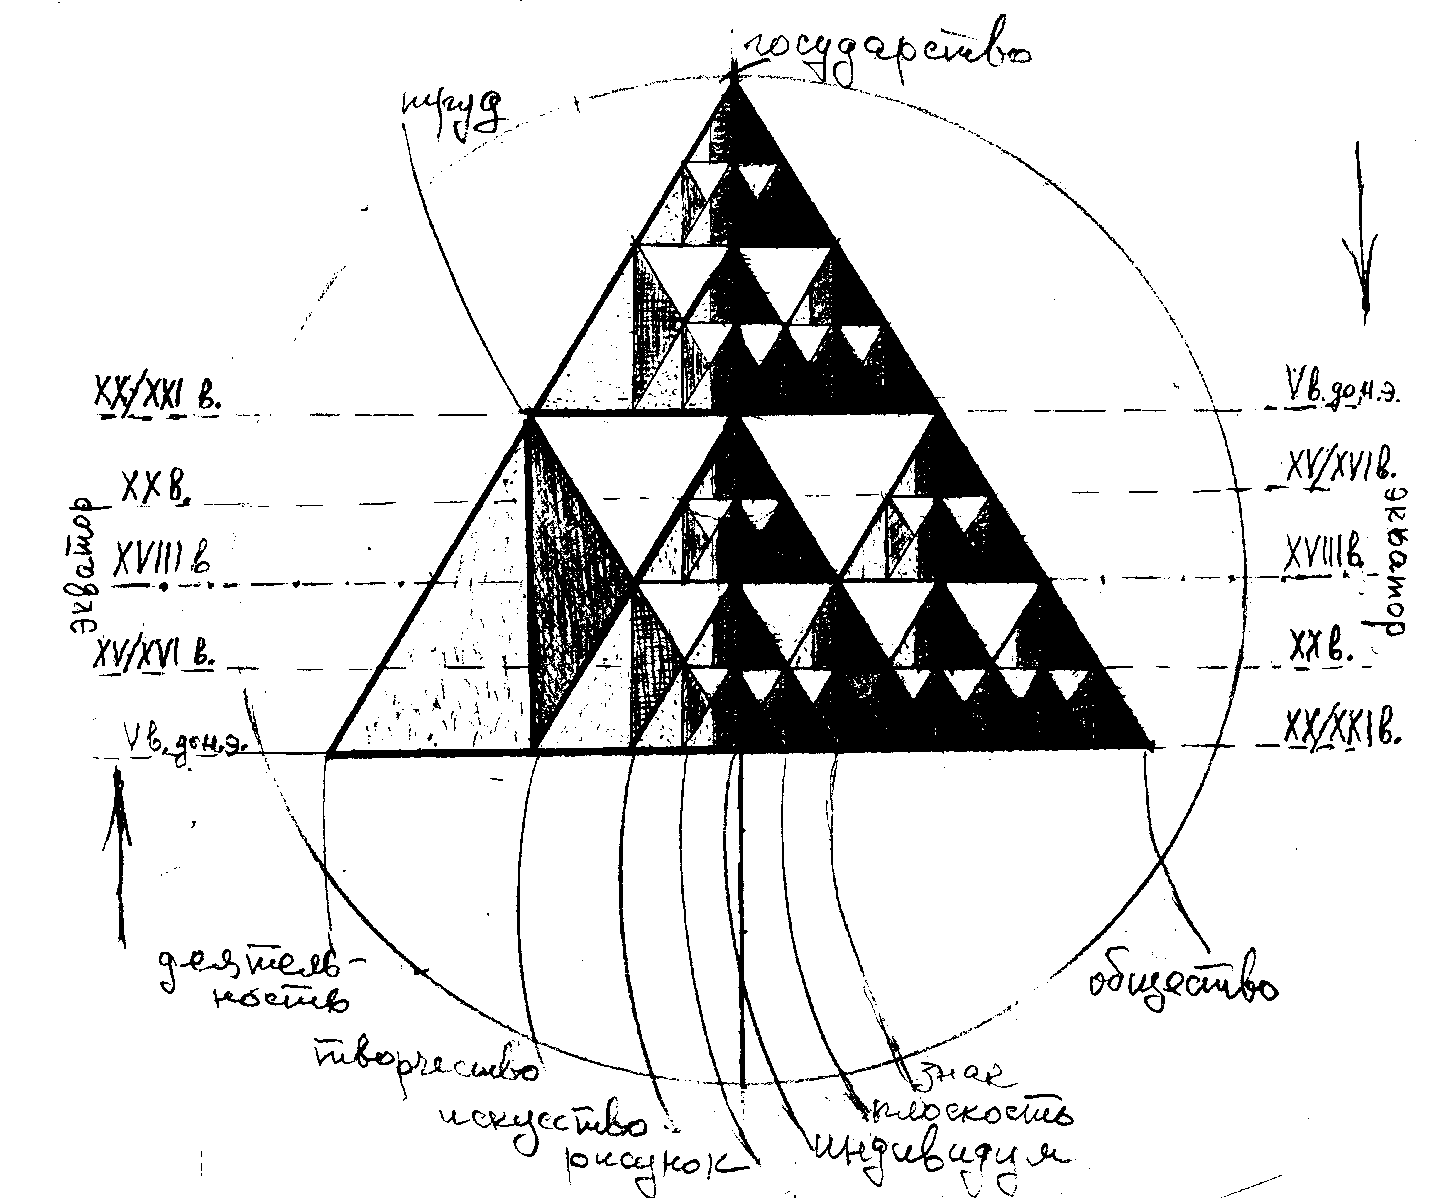 государство
труд
XX/XXI в.
V в. до н. э.
XX в.
XV/XVI в.
экватор
экватор
XVIII в
XVIII в.
XV/XVI в.
XX в.
V в. до н. э.
XX/XXI в.
деятель-
ность
общество
творчество
знак
искусство
плоскость
рисунок
индивидум